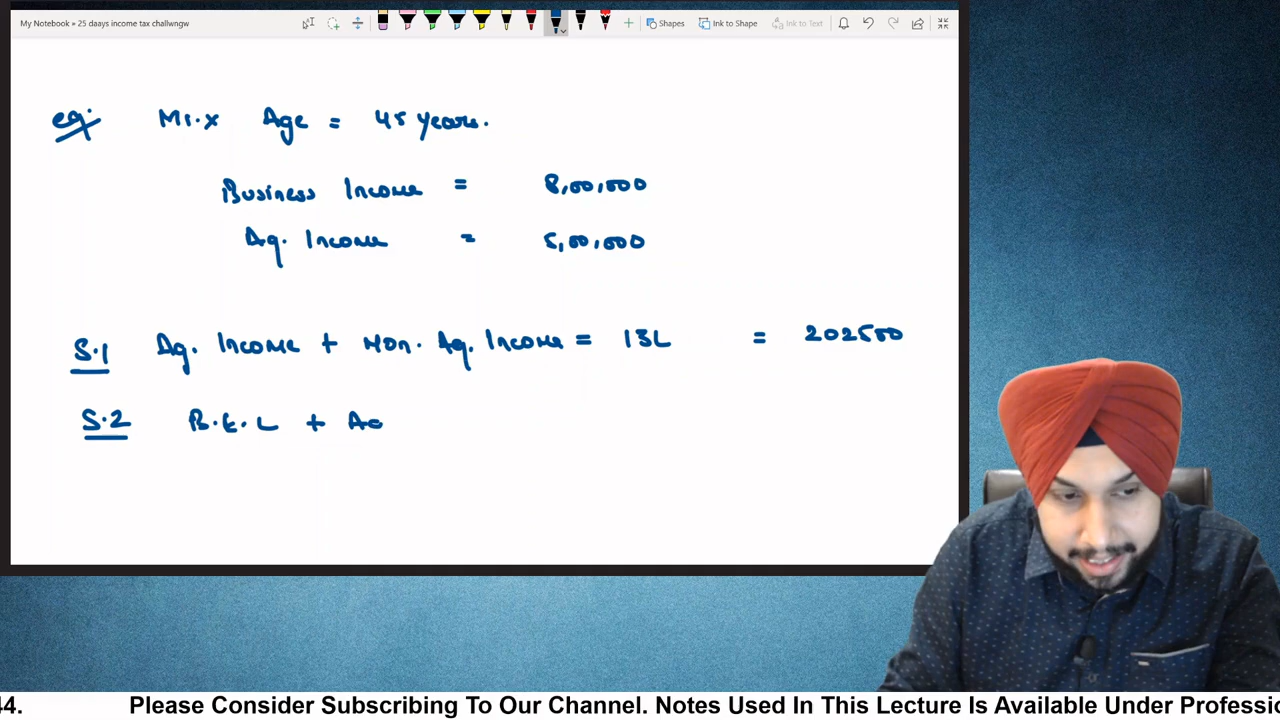 My Notebook » 25 daays income tax challwngw
Shapes
Ink to Shape
Ink to Text
eg:
Mr. X Age = 45 years.
Business Income = 8,00,000
Ag. Income = 5,00,000
S.1 Ag. Income + Non. Ag. Income = 13L = 202500
S.2 B.E.L + Ag
44.
Please Consider Subscribing To Our Channel. Notes Used In This Lecture Is Available Under Professi